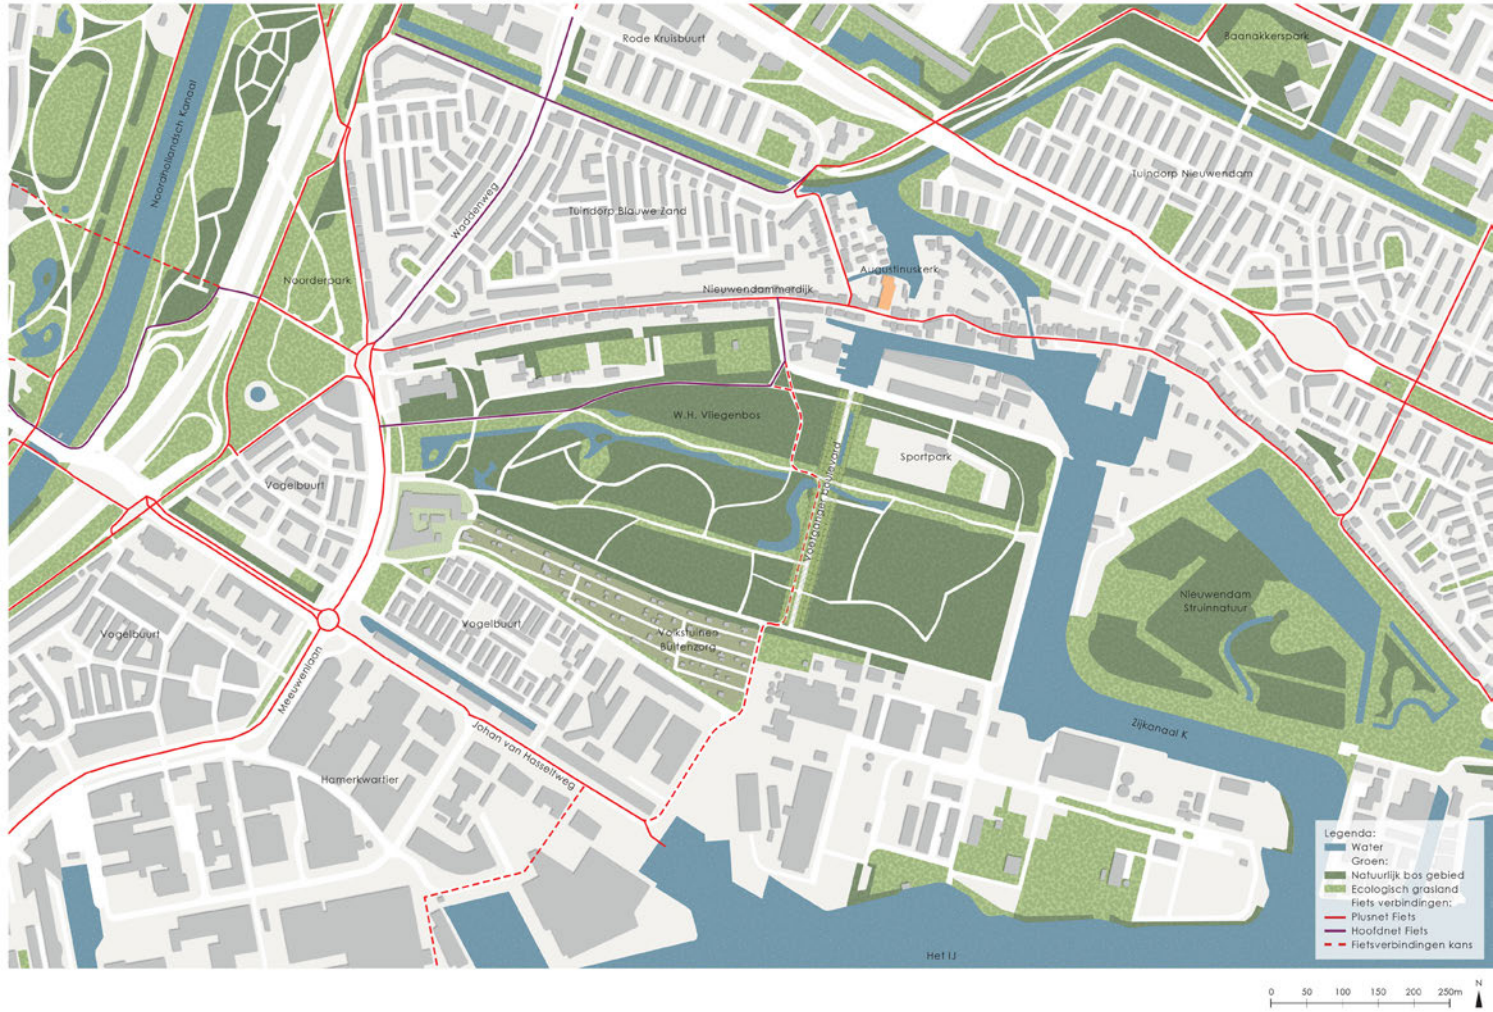 Rode Kruisbuurt
Baanakkerspark
Noordhollandsch Kanaal
Tuindorp Nieuwendam
Waddenweg
Tuindorp Blauwe Zand
Augustinuskerk
Noorderpark
Nieuwendammerdijk
W.H. Vliegenbos
Sportpark
Vogelbuurt
Voorganger boulevard
Nieuwendam
Struinnatuur
Vogelbuurt
Vogelbuurt
Volkstuinen
Buitenzorg
Meeuwenlaan
Zijkanaal K
Johan van Hasseltweg
Hamerkwartier
Het IJ
Legenda:
Water
Groen:
Natuurlijk bos gebied
Ecologisch grasland
Fiets verbindingen:
Plusnet Fiets
Hoofdnet Fiets
Fietsverbindingen kans
0 50 100 150 200 250m
N